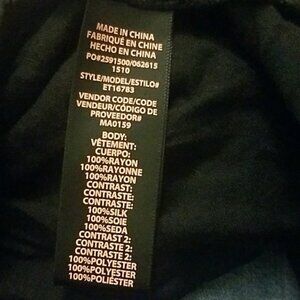 MADE IN CHINA
FABRIQUÉ EN CHINE
HECHO EN CHINA
PO#2591500/062615
1510
STYLE/MODEL/ESTILO#
ET16783
VENDOR CODE/CODE
VENDEUR/CÓDIGO DE
PROVEEDOR#
MA0159
BODY:
VÊTEMENT:
CUERPO:
100%RAYON
100%RAYONNE
100%RAYON
CONTRAST:
CONTRASTE:
CONTRASTE:
100%SILK
100%SOIE
100%SEDA
CONTRAST 2:
CONTRASTE 2:
CONTRASTE 2:
100%POLYESTER
100%POLYESTER
100%POLIÉSTER